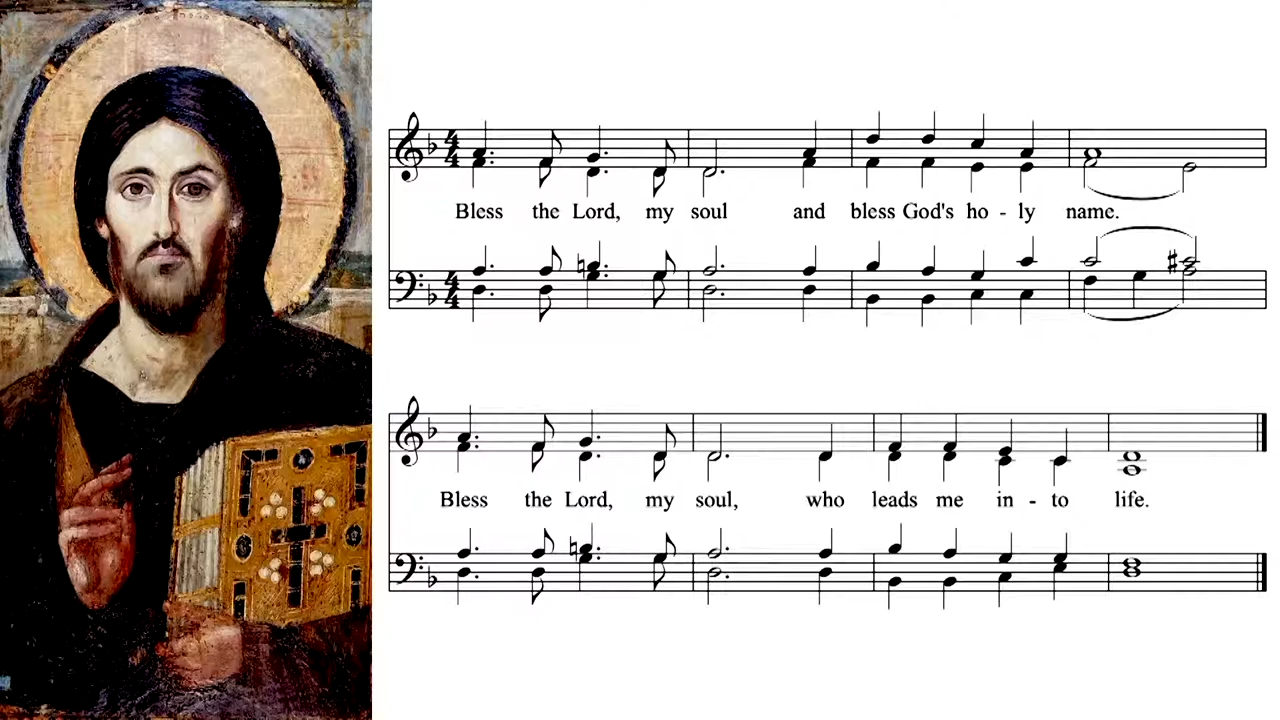 Bless the Lord, my soul and bless God's ho - ly name.
Bless the Lord, my soul, who leads me in - to life.